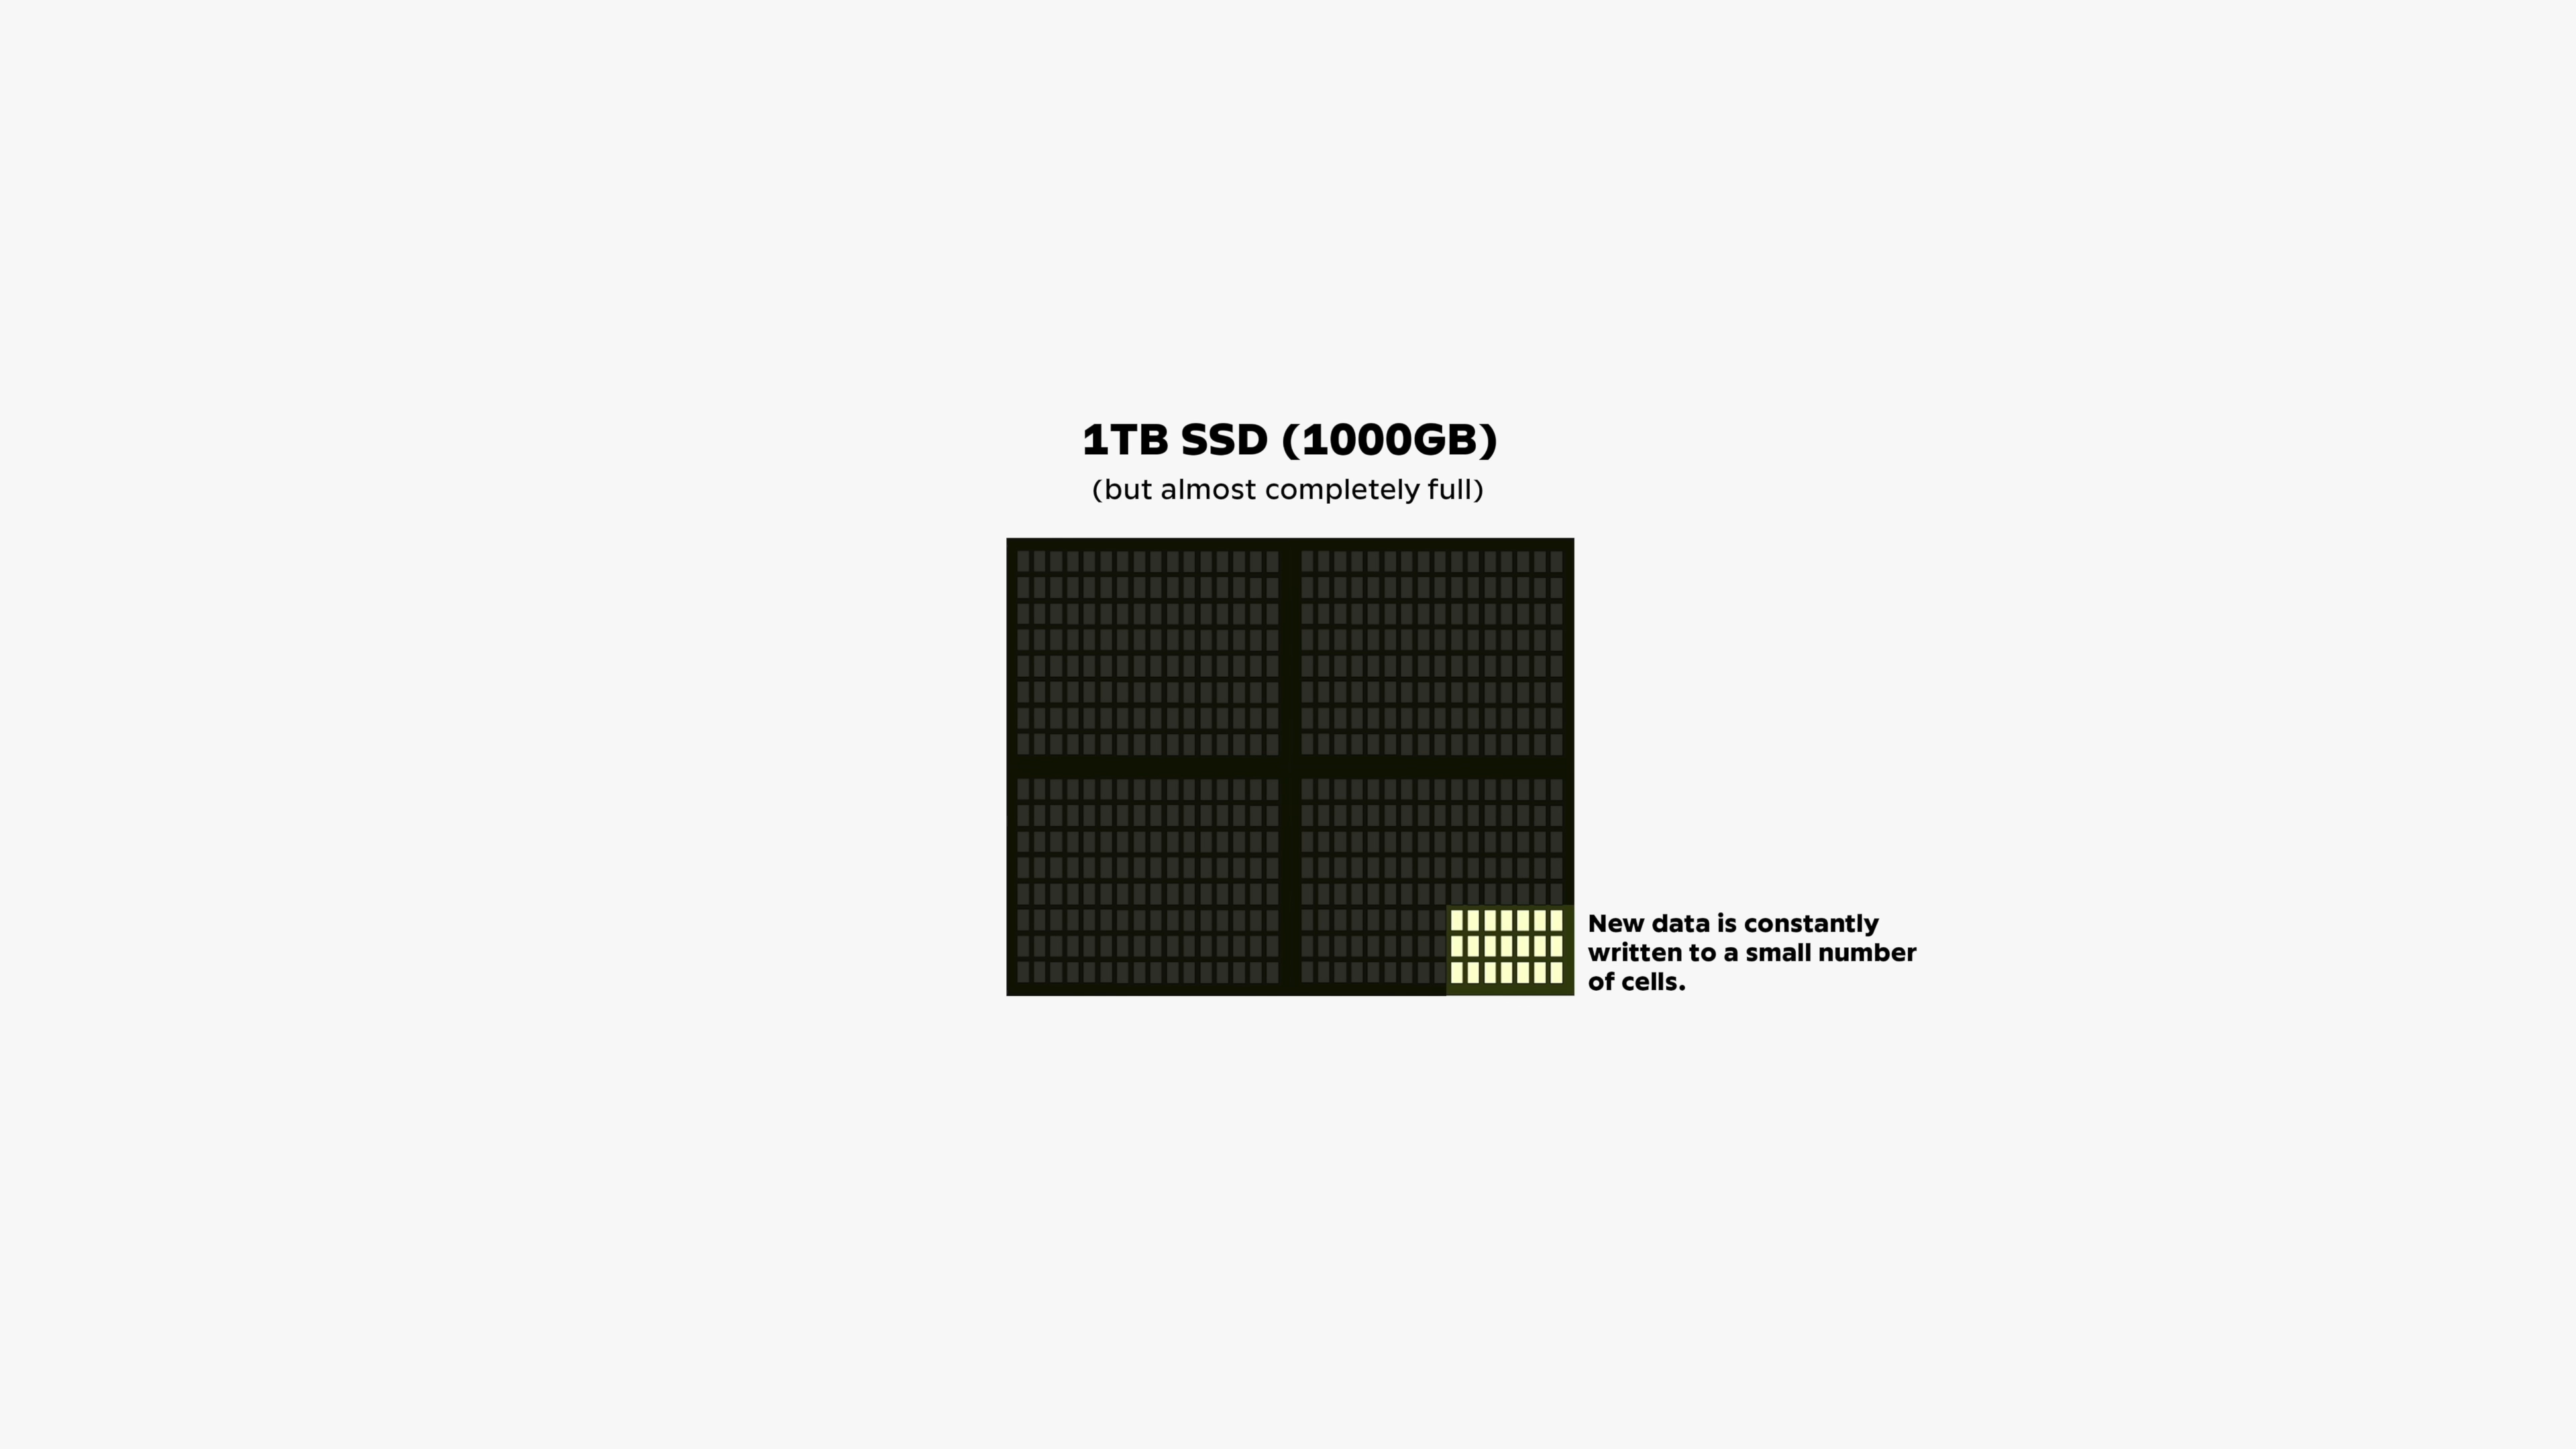 1TB SSD (1000GB)
(but almost completely full)
New data is constantly
written to a small number
of cells.